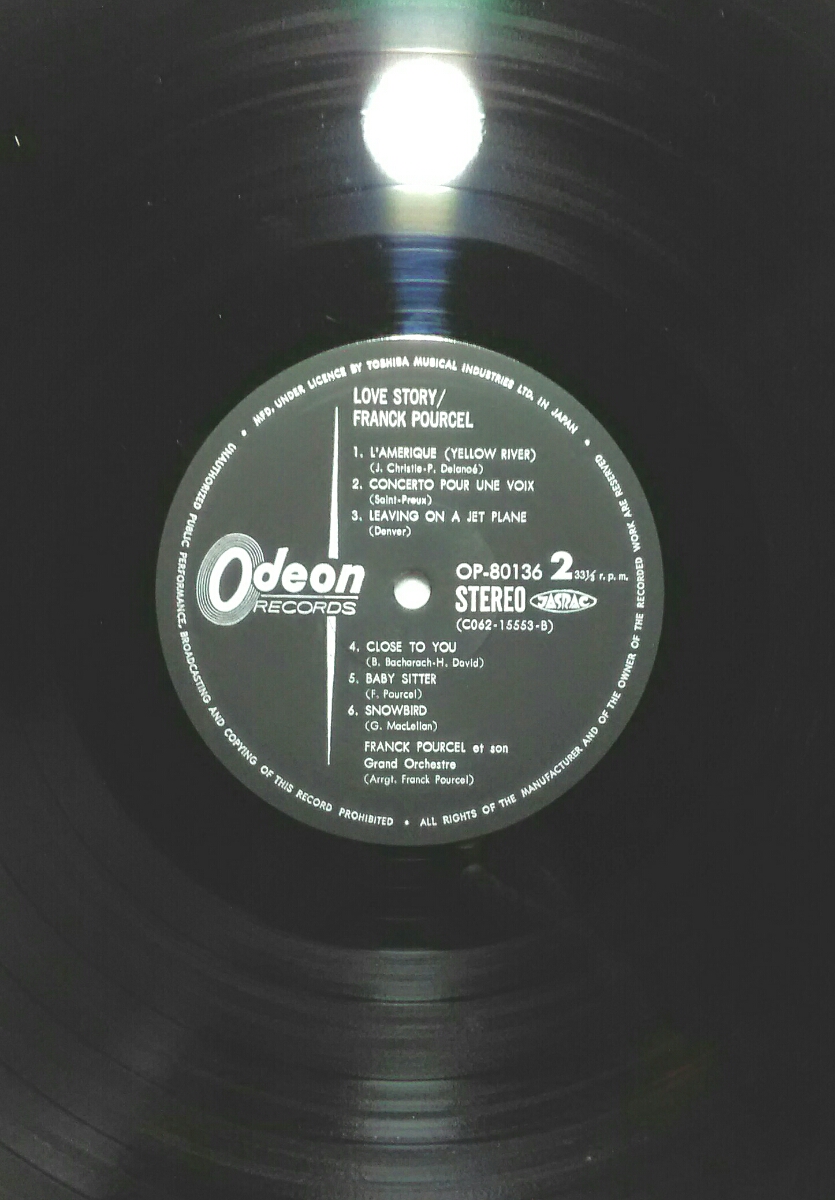 MFD. UNDER LICENCE BY TOSHIBA MUSICAL INDUSTRIES LTD. IN JAPAN
LOVE STORY/
FRANCK POURCEL
1. L'AMERIQUE (YELLOW RIVER)
(J. Christie-P. Delanoé)
2. CONCERTO POUR UNE VOIX
(Saint-Preux)
3. LEAVING ON A JET PLANE
(Denver)
Odeon
RECORDS
OP-80136 2 33⅓ r.p.m.
STEREO JASRAC
(C062-15553-B)
4. CLOSE TO YOU
(B. Bacharach-H. David)
5. BABY SITTER
(F. Pourcel)
6. SNOWBIRD
(G. MacLellan)
FRANCK POURCEL et son
Grand Orchestre
(Arrgt. Franck Pourcel)
ALL RIGHTS OF THE MANUFACTURER AND OF THE OWNER OF THE RECORDED WORK ARE RESERVED
UNAUTHORIZED PUBLIC PERFORMANCE, BROADCASTING AND COPYING OF THIS RECORD PROHIBITED